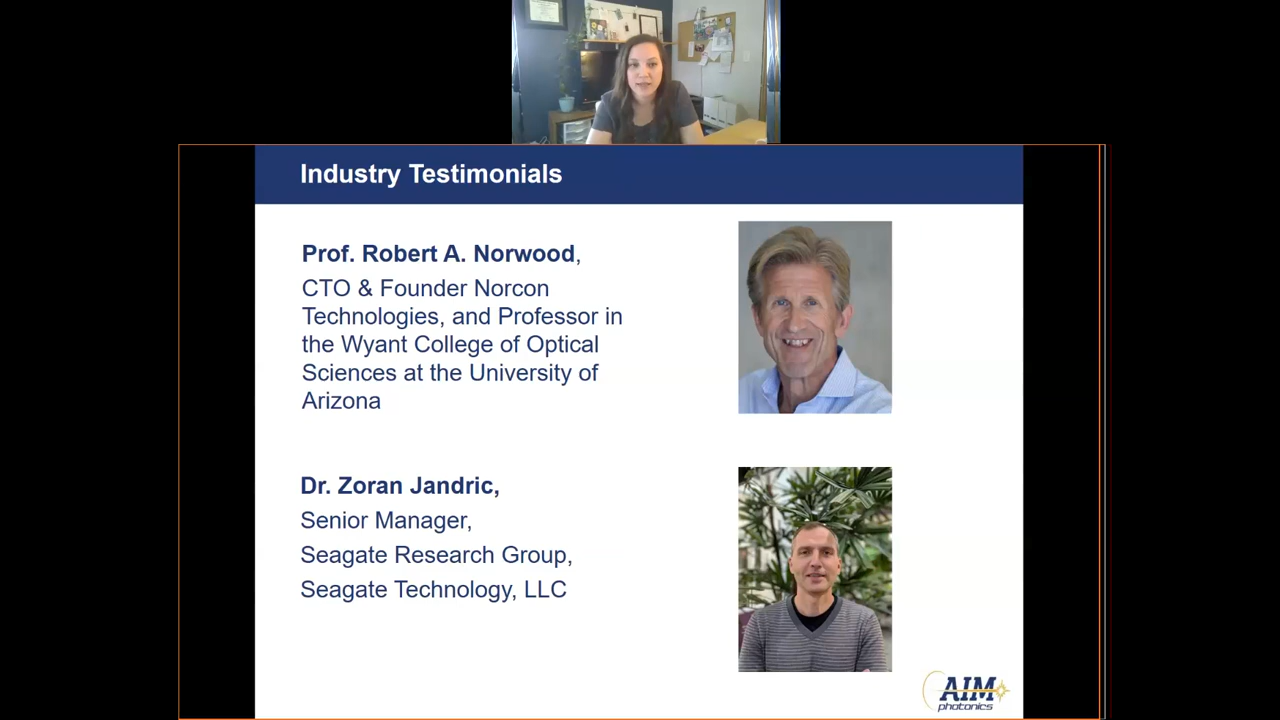 Industry Testimonials
Prof. Robert A. Norwood,
CTO & Founder Norcon
Technologies, and Professor in
the Wyant College of Optical
Sciences at the University of
Arizona
Dr. Zoran Jandric,
Senior Manager,
Seagate Research Group,
Seagate Technology, LLC
AIM
photonics